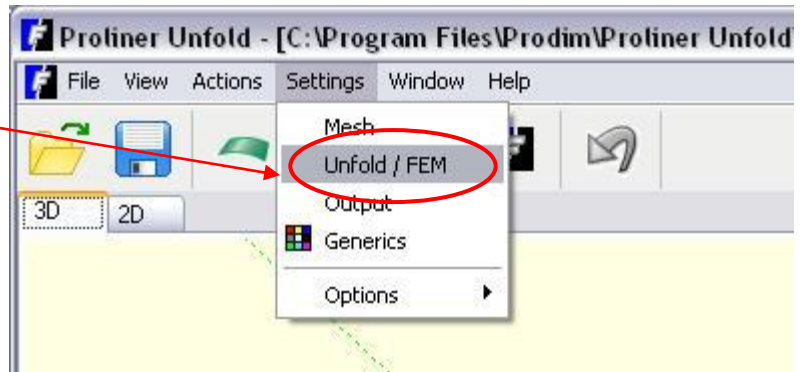 Proliner Unfold - [C:\Program Files\Prodim\Proliner Unfold\
File View Actions Settings Window Help
Mesh
Unfold / FEM
Output
Generics
Options
3D 2D